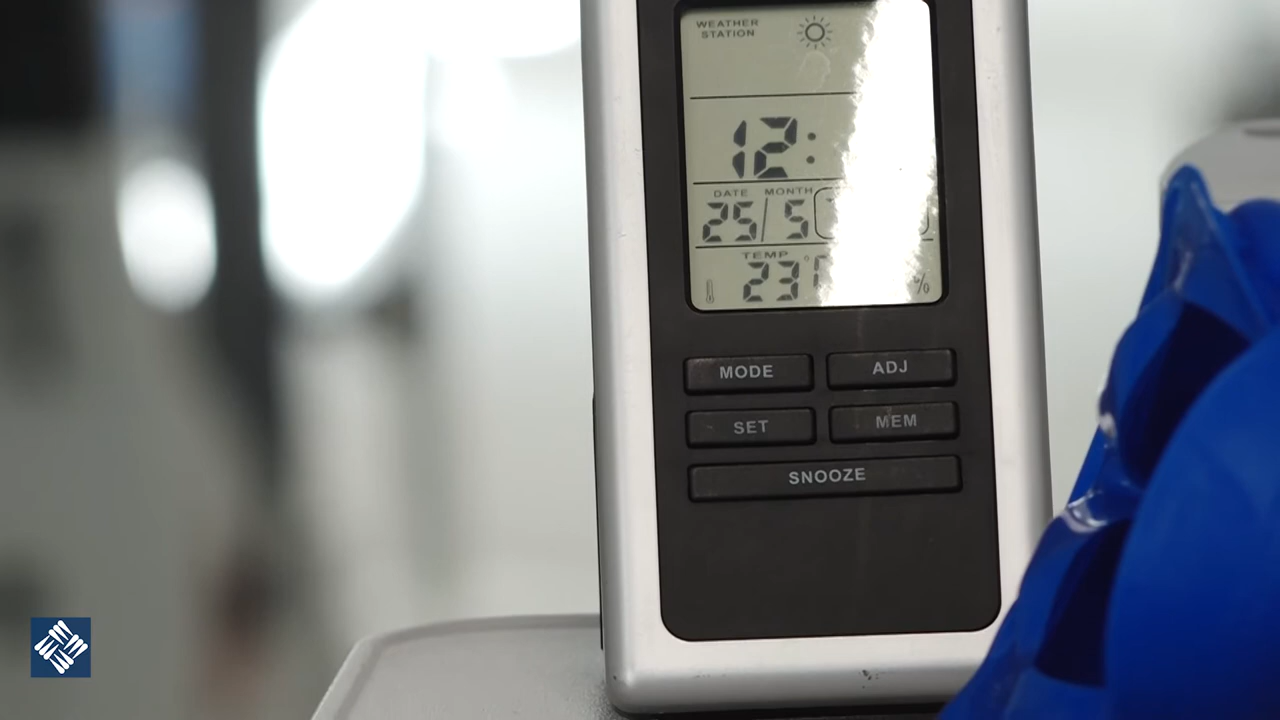 WEATHER
STATION
12:
DATE MONTH
25/5
TEMP
23°
%
MODE ADJ
SET MEM
SNOOZE